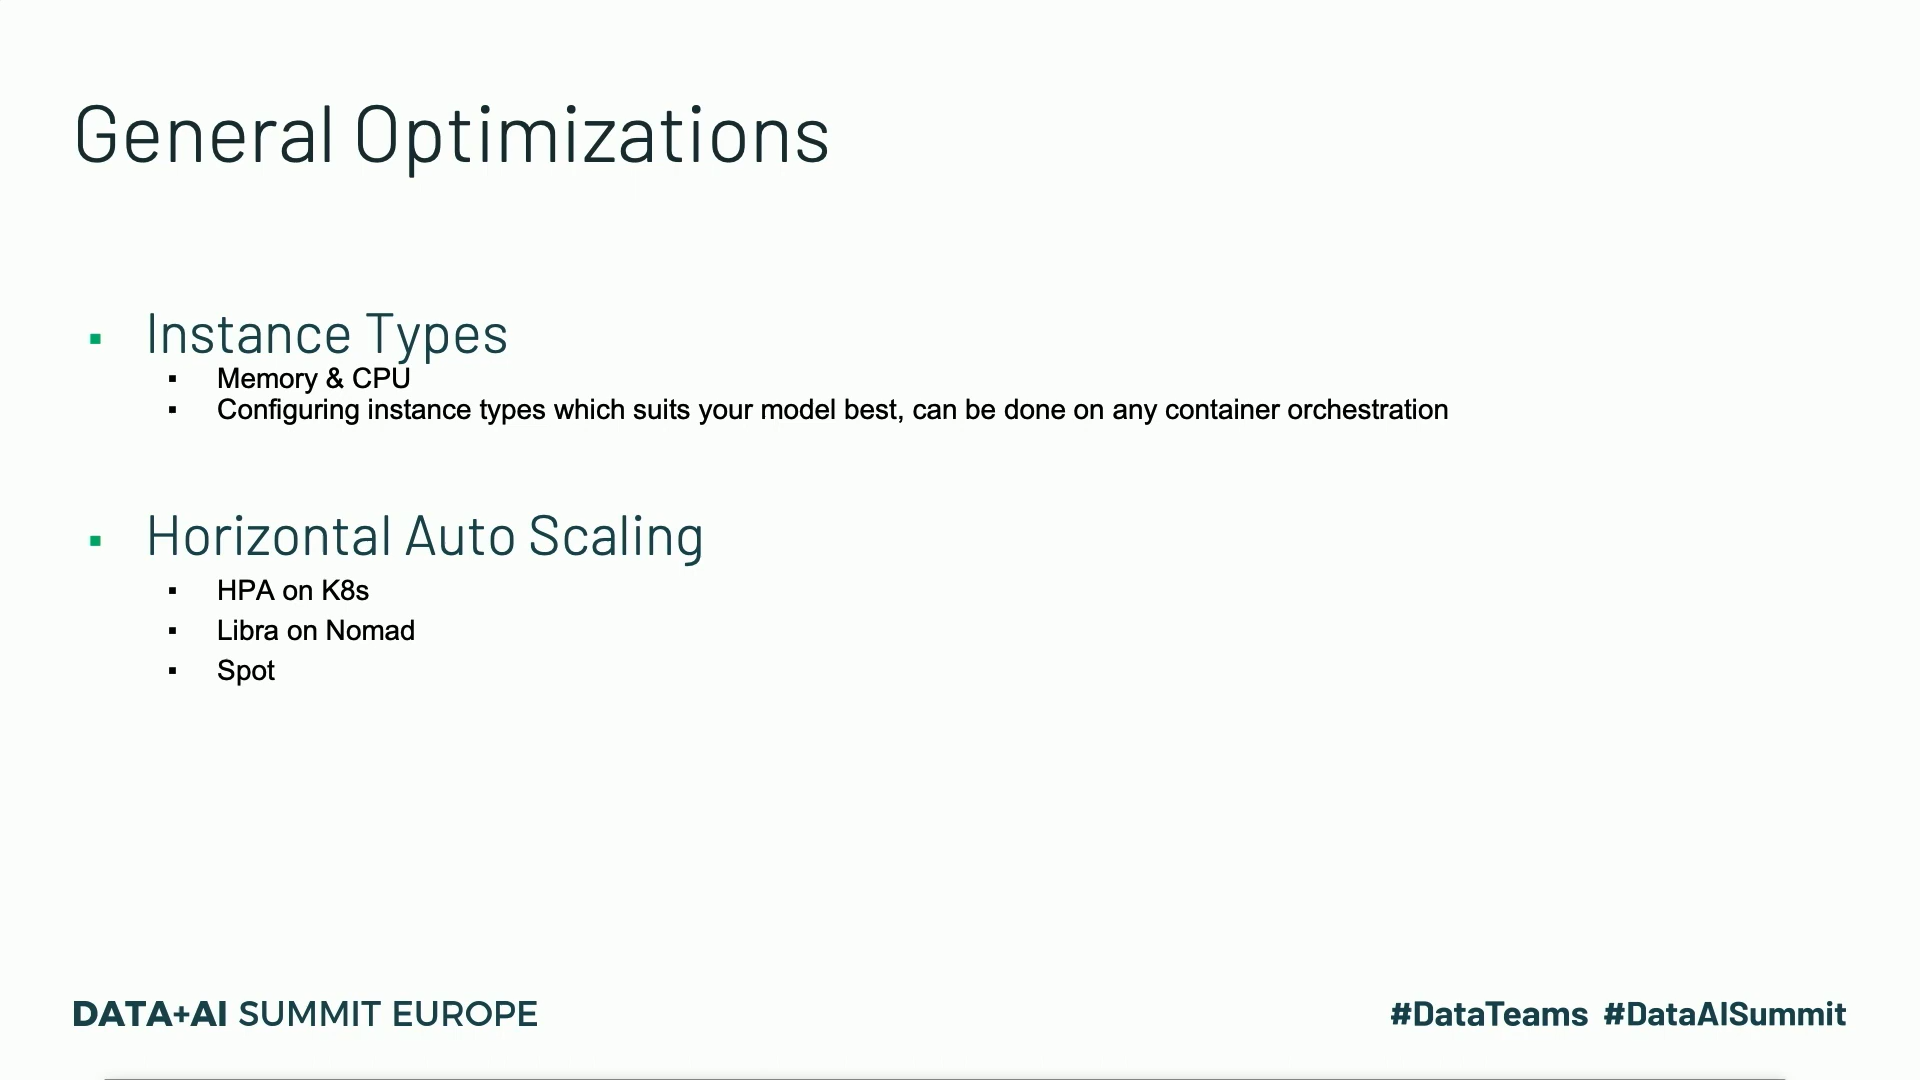 General Optimizations
Instance Types
Memory & CPU
Configuring instance types which suits your model best, can be done on any container orchestration
Horizontal Auto Scaling
HPA on K8s
Libra on Nomad
Spot
DATA+AI SUMMIT EUROPE
#DataTeams #DataAISummit